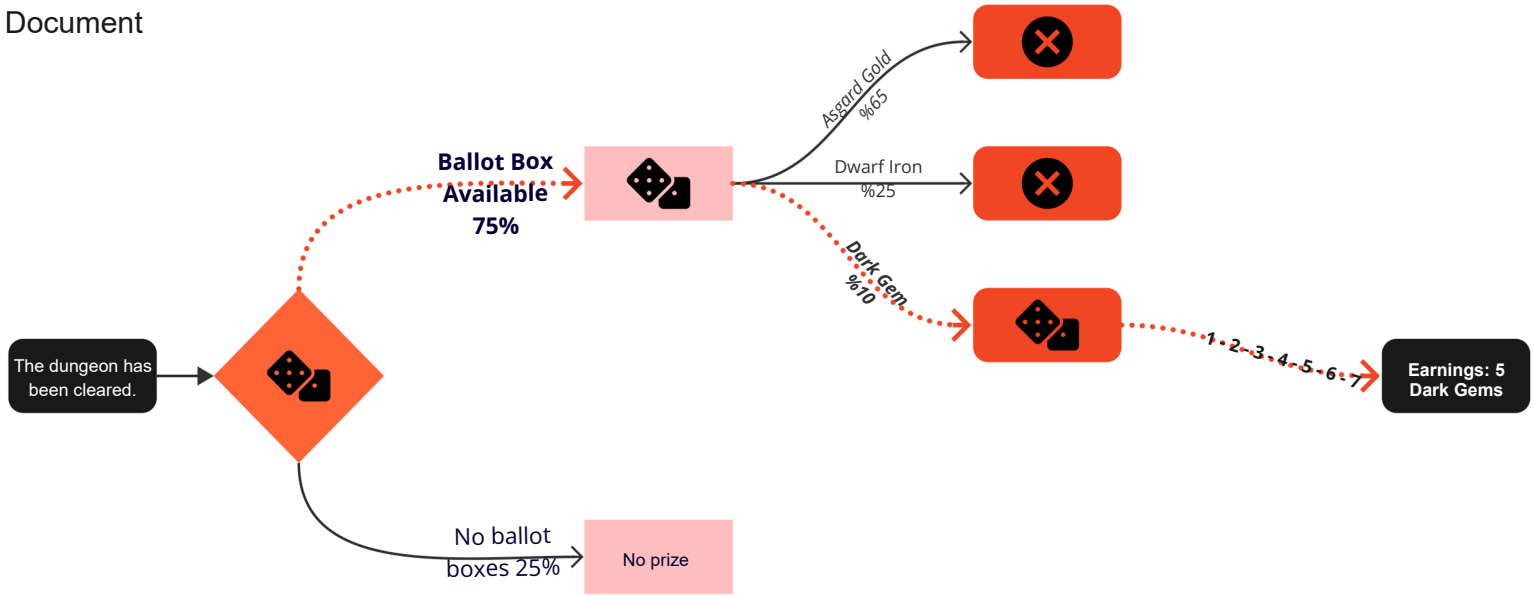 Document
Asgard Gold
%65
Ballot Box
Available
75%
Dwarf Iron
%25
Dark Gem
%10
The dungeon has
been cleared.
1-2-3-4-5-6-7
Earnings: 5
Dark Gems
No ballot
boxes 25%
No prize